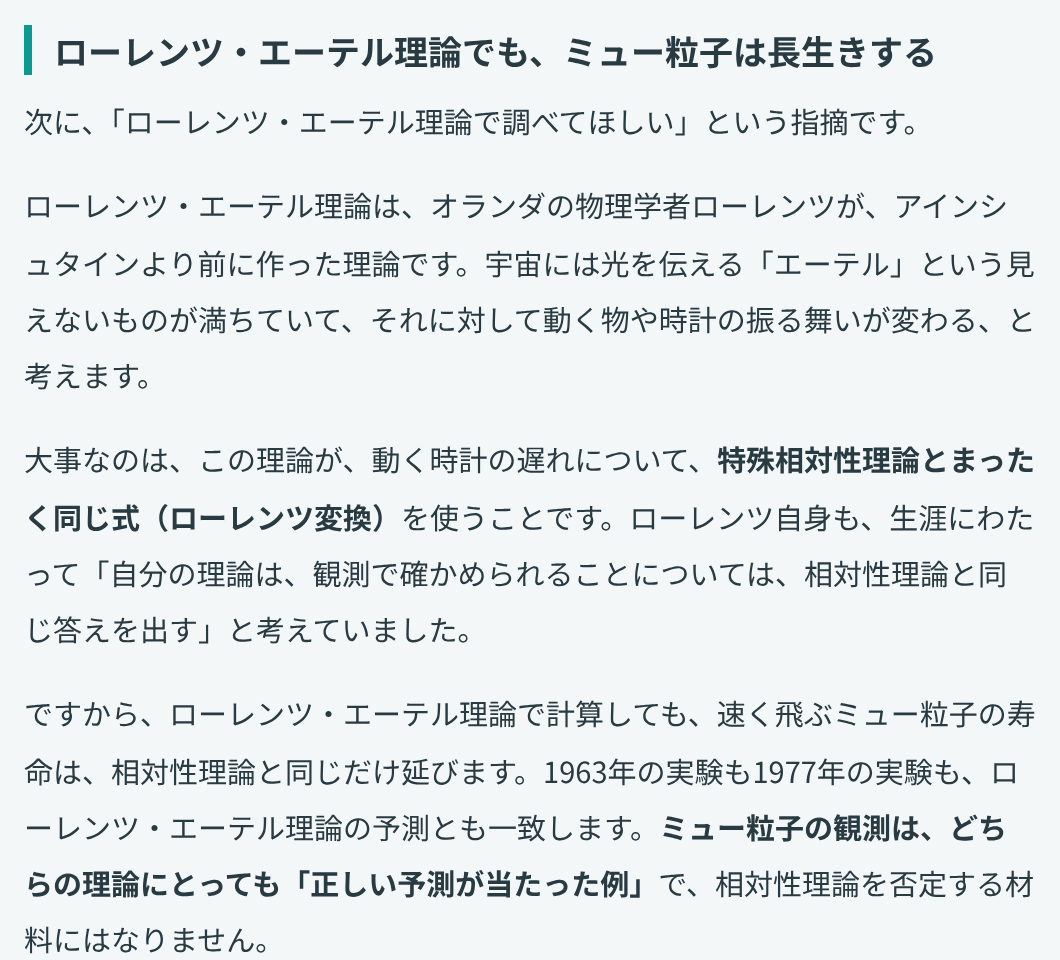 ローレンツ・エーテル理論でも、ミュー粒子は長生きする
次に、「ローレンツ・エーテル理論で調べてほしい」という指摘です。
ローレンツ・エーテル理論は、オランダの物理学者ローレンツが、アインシ
ュタインより前に作った理論です。宇宙には光を伝える「エーテル」という見
えないものが満ちていて、それに対して動く物や時計の振る舞いが変わる、と
考えます。
大事なのは、この理論が、動く時計の遅れについて、特殊相対性理論とまった
く同じ式（ローレンツ変換）を使うことです。ローレンツ自身も、生涯にわた
って「自分の理論は、観測で確かめられることについては、相対性理論と同
じ答えを出す」と考えていました。
ですから、ローレンツ・エーテル理論で計算しても、速く飛ぶミュー粒子の寿
命は、相対性理論と同じだけ延びます。1963年の実験も1977年の実験も、ロ
ーレンツ・エーテル理論の予測とも一致します。ミュー粒子の観測は、どち
らの理論にとっても「正しい予測が当たった例」で、相対性理論を否定する材
料にはなりません。